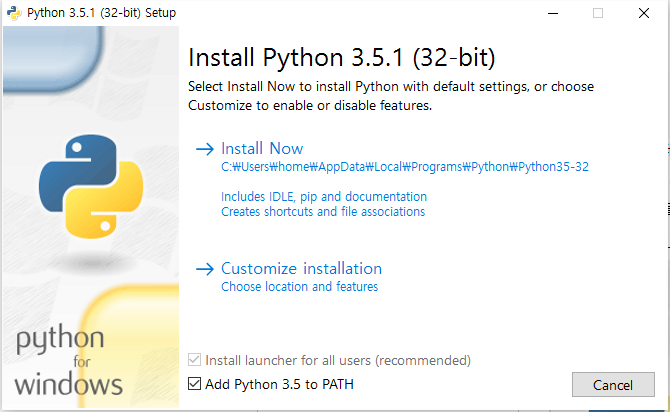 Python 3.5.1 (32-bit) Setup
Install Python 3.5.1 (32-bit)
Select Install Now to install Python with default settings, or choose
Customize to enable or disable features.
Install Now
C:₩Users₩home₩AppData₩Local₩Programs₩Python₩Python35-32
Includes IDLE, pip and documentation
Creates shortcuts and file associations
Customize installation
Choose location and features
python
for
windows
Install launcher for all users (recommended)
Add Python 3.5 to PATH
Cancel